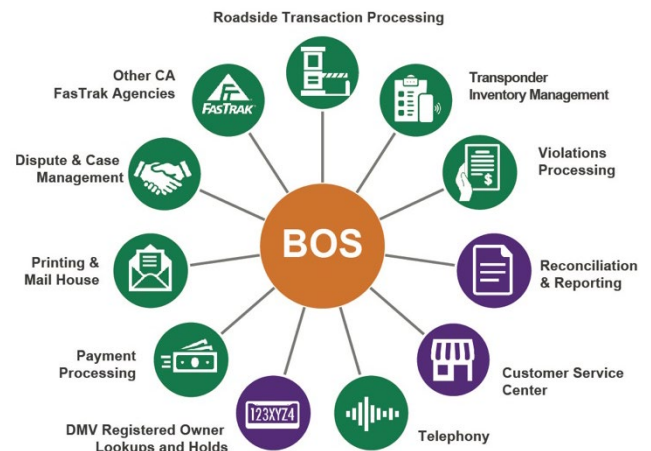 Roadside Transaction Processing
Other CA
FasTrak Agencies
FASTRAK
Transponder
Inventory Management
Dispute & Case
Management
Violations
Processing
$
BOS
Printing &
Mail House
Reconciliation
& Reporting
Payment
Processing
Customer Service
Center
123XYZ4
DMV Registered Owner
Lookups and Holds
Telephony